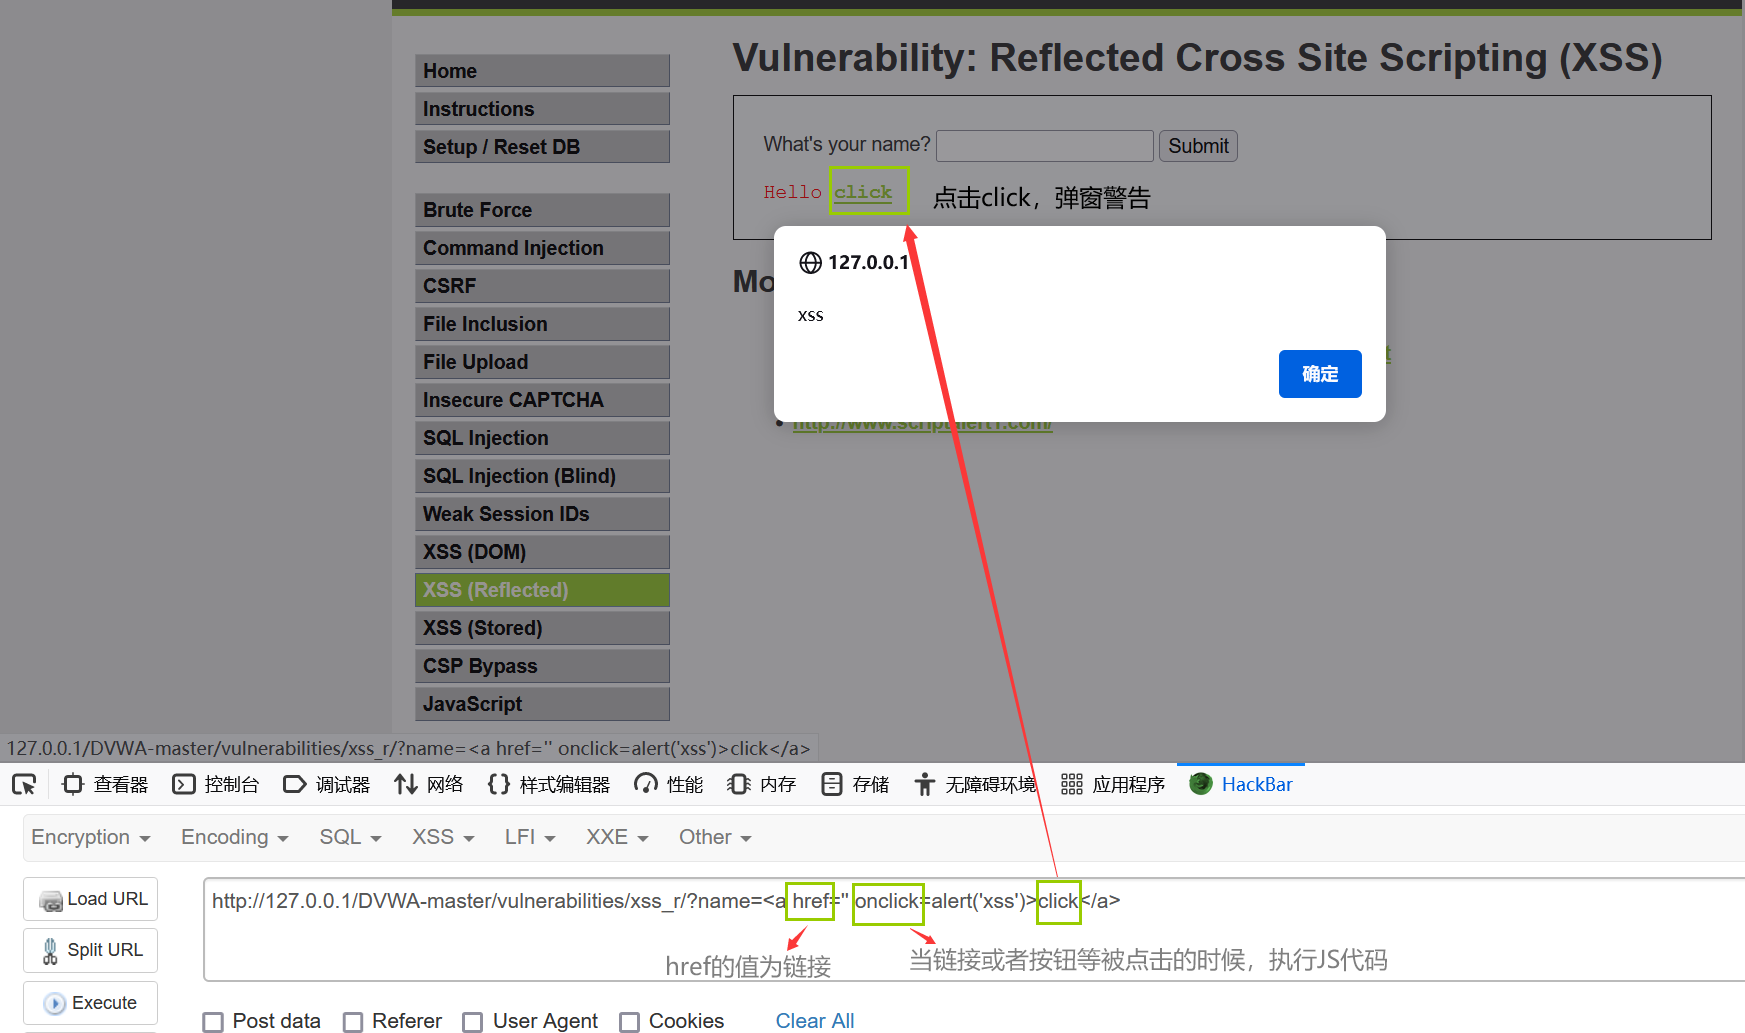 Vulnerability: Reflected Cross Site Scripting (XSS)
Home
Instructions
Setup / Reset DB
Brute Force
Command Injection
CSRF
File Inclusion
File Upload
Insecure CAPTCHA
SQL Injection
SQL Injection (Blind)
Weak Session IDs
XSS (DOM)
XSS (Reflected)
XSS (Stored)
CSP Bypass
JavaScript
What's your name? Submit
Hello click 点击click，弹窗警告
127.0.0.1
xss
确定
Mo
t
http://www.scriptalert1.com/
127.0.0.1/DVWA-master/vulnerabilities/xss_r/?name=<a href='' onclick=alert('xss')>click</a>
查看器 控制台 调试器 网络 样式编辑器 性能 内存 存储 无障碍环境 应用程序 HackBar
Encryption Encoding SQL XSS LFI XXE Other
Load URL
Split URL
Execute
http://127.0.0.1/DVWA-master/vulnerabilities/xss_r/?name=<a href='' onclick=alert('xss')>click</a>
href的值为链接
当链接或者按钮等被点击的时候，执行JS代码
Post data Referer User Agent Cookies Clear All